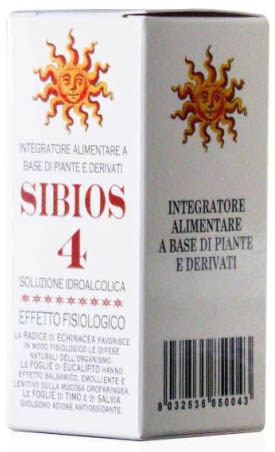 INTEGRATORE ALIMENTARE A
BASE DI PIANTE E DERIVATI
SIBIOS
4
SOLUZIONE IDROALCOLICA
EFFETTO FISIOLOGICO
LA RADICE DI ECHINACEA FAVORISCE
IN MODO FISIOLOGICO LE DIFESE
NATURALI DELL'ORGANISMO.
LE FOGLIE DI EUCALIPTO HANNO
EFFETTO BALSAMICO, EMOLLIENTE E
LENITIVO SULLA MUCOSA OROFARINGEA.
LE FOGLIE DI TIMO E DI SALVIA
SVOLGONO AZIONE ANTIOSSIDANTE.
INTEGRATORE
ALIMENTARE
A BASE DI PIANTE
E DERIVATI
8 032535 650043